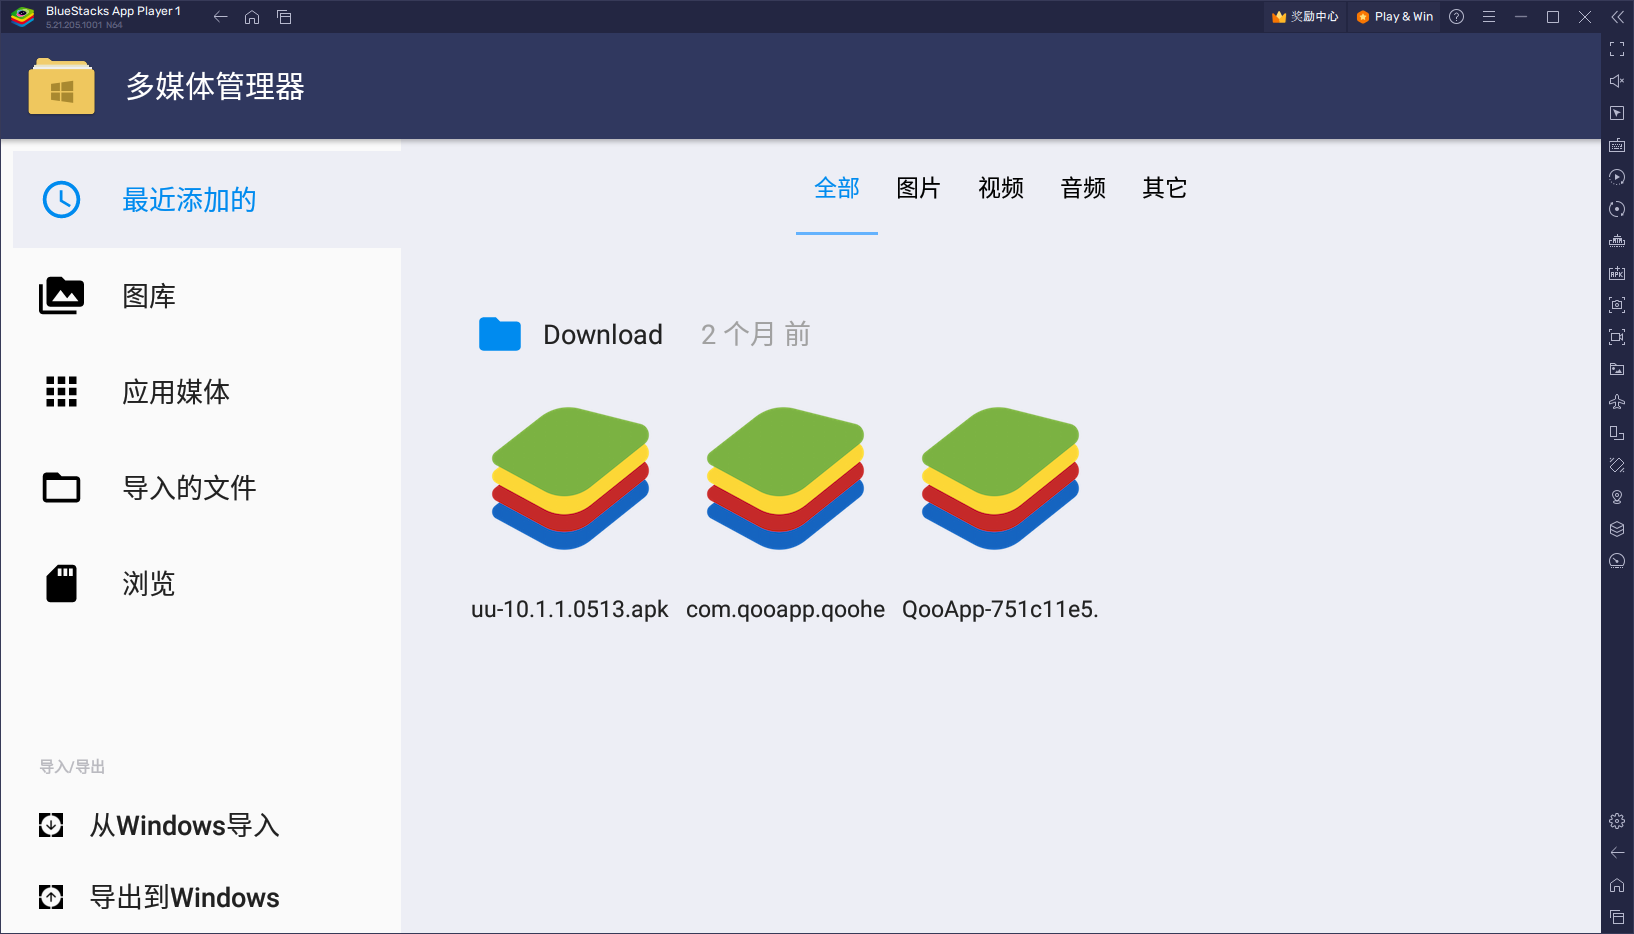 BlueStacks App Player 1
5.21.205.1001 N64
奖励中心
Play & Win
多媒体管理器
最近添加的
图库
应用媒体
导入的文件
浏览
导入/导出
从Windows导入
导出到Windows
全部 图片 视频 音频 其它
Download 2 个月 前
uu-10.1.1.0513.apk com.qooapp.qoohe QooApp-751c11e5.
APK